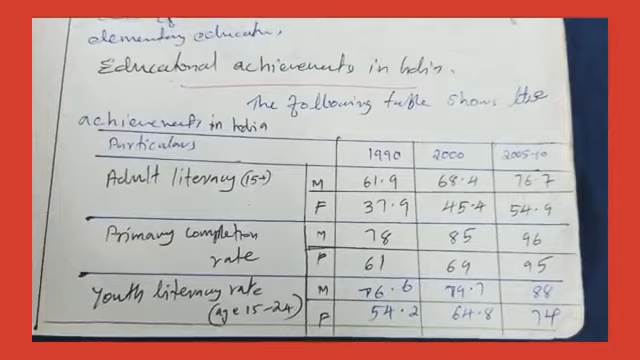 elementary education,
Educational achievements in India.
The following table shows the
achievements in India
Particulars 1990 2000 2005-10
Adult literacy (15+) M 61.9 68.4 76.7
F 37.9 45.4 54.9
Primary completion M 78 85 96
rate F 61 69 95
Youth literacy rate M 76.6 79.7 88
(age 15-24) F 54.2 64.8 74